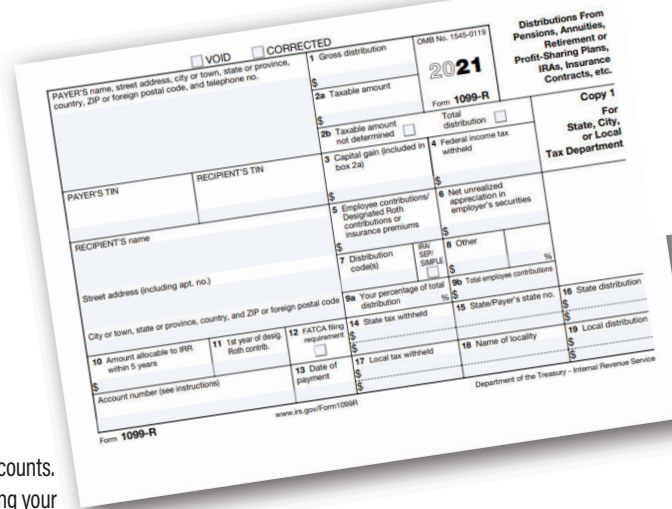 VOID CORRECTED
PAYER'S name, street address, city or town, state or province,
country, ZIP or foreign postal code, and telephone no.
1 Gross distribution
$
2a Taxable amount
$
OMB No. 1545-0119
2021
Form 1099-R
Distributions From
Pensions, Annuities,
Retirement or
Profit-Sharing Plans,
IRAs, Insurance
Contracts, etc.
2b Taxable amount
not determined
Total
distribution
Copy 1
For
State, City,
or Local
Tax Department
PAYER'S TIN
RECIPIENT'S TIN
3 Capital gain (included in
box 2a)
$
4 Federal income tax
withheld
$
RECIPIENT'S name
5 Employee contributions/
Designated Roth
contributions or
insurance premiums
$
6 Net unrealized
appreciation in
employer's securities
$
Street address (including apt. no.)
7 Distribution
code(s)
IRA/
SEP/
SIMPLE
8 Other
$
%
City or town, state or province, country, and ZIP or foreign postal code
9a Your percentage of total
distribution
%
9b Total employee contributions
$
10 Amount allocable to IRR
within 5 years
$
11 1st year of desig.
Roth contrib.
12 FATCA filing
requirement
14 State tax withheld
$
$
15 State/Payer's state no.
16 State distribution
$
$
Account number (see instructions)
13 Date of
payment
17 Local tax withheld
$
$
18 Name of locality
19 Local distribution
$
$
Form 1099-R
www.irs.gov/Form1099R
Department of the Treasury - Internal Revenue Service
counts.
ng your